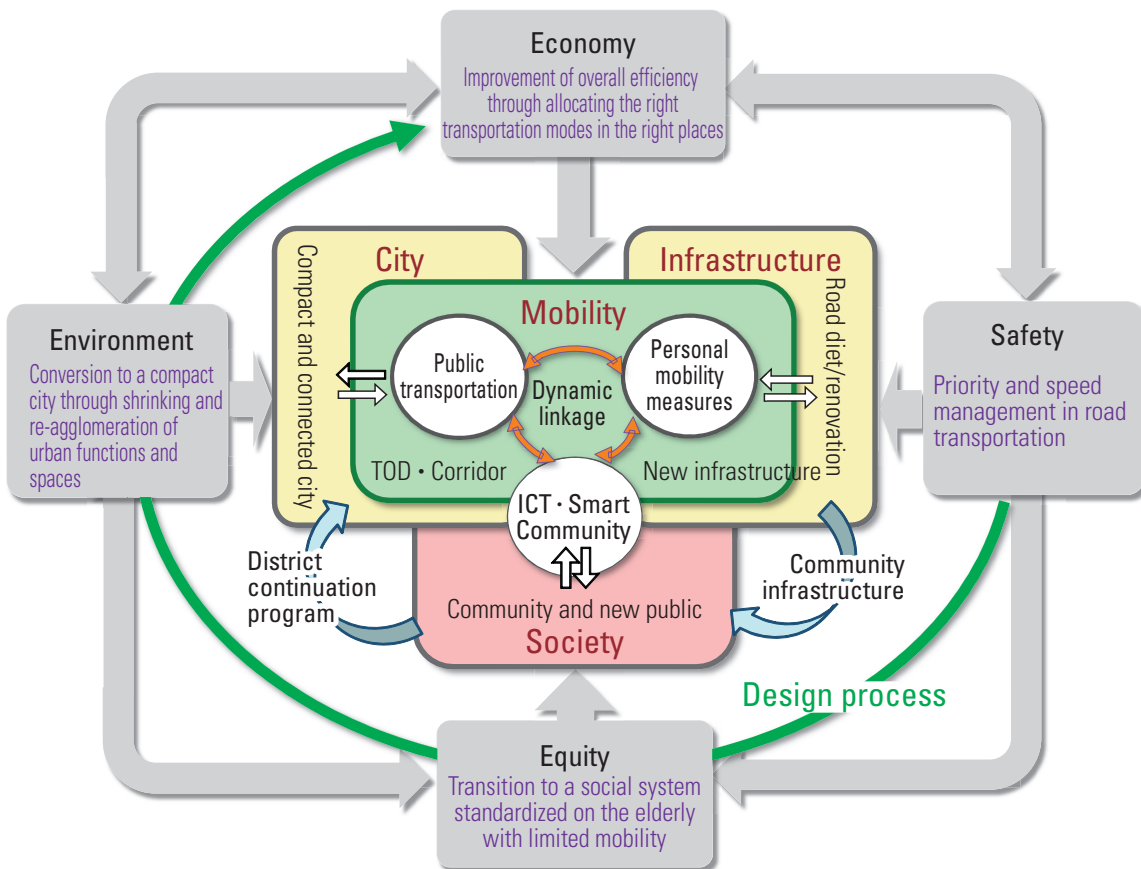 Economy
Improvement of overall efficiency
through allocating the right
transportation modes in the right places
City
Infrastructure
Compact and connected city
Mobility
Road diet/renovation
Public
transportation
Personal
mobility
measures
Dynamic
linkage
TOD・Corridor
New infrastructure
ICT・Smart
Community
Environment
Conversion to a compact
city through shrinking and
re-agglomeration of
urban functions and
spaces
Safety
Priority and speed
management in road
transportation
District
continuation
program
Community
infrastructure
Community and new public
Society
Design process
Equity
Transition to a social system
standardized on the elderly
with limited mobility